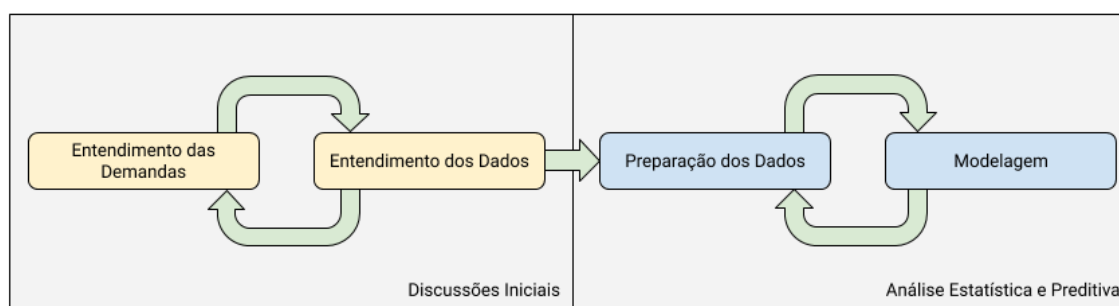 Entendimento das
Demandas
Entendimento dos Dados
Preparação dos Dados
Modelagem
Discussões Iniciais
Análise Estatística e Preditiva